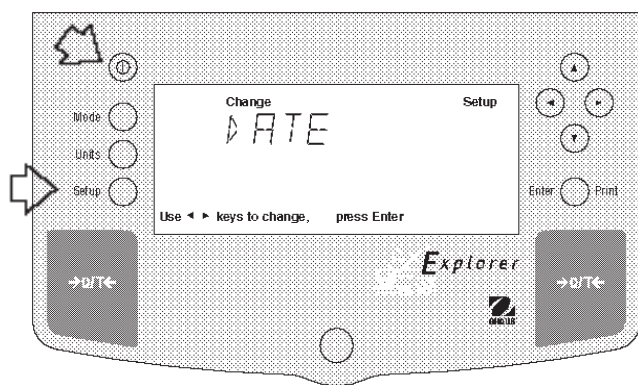 Change Setup
DATE
Use ◄ ► keys to change, press Enter
Mode
Units
Setup
Enter Print
→0/T←
→0/T←
Explorer
OHAUS